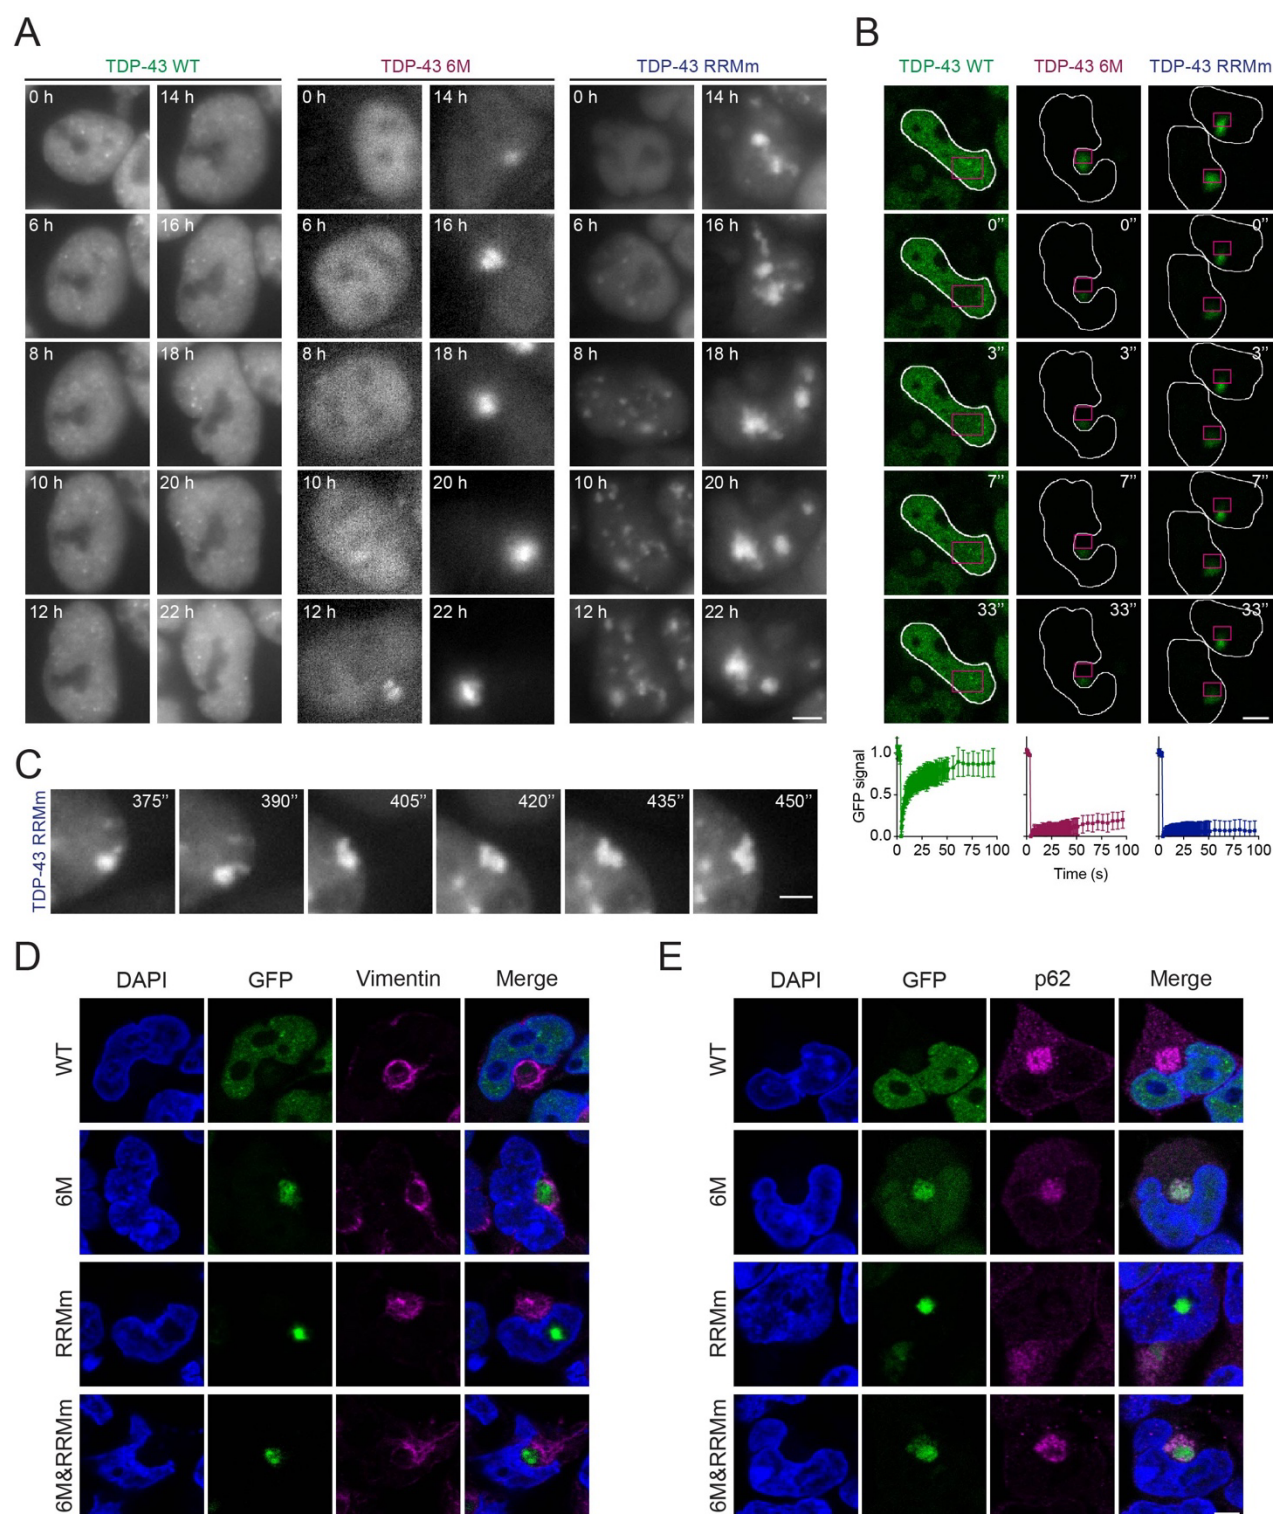 A
TDP-43 WT
TDP-43 6M
TDP-43 RRMm
0 h
14 h
0 h
14 h
0 h
14 h
6 h
16 h
6 h
16 h
6 h
16 h
8 h
18 h
8 h
18 h
8 h
18 h
10 h
20 h
10 h
20 h
10 h
20 h
12 h
22 h
12 h
22 h
12 h
22 h
B
TDP-43 WT
TDP-43 6M
TDP-43 RRMm
0''
0''
0''
3''
3''
3''
7''
7''
7''
33''
33''
33''
GFP signal
1.0
0.5
0.0
0 25 50 75 100
0 25 50 75 100
0 25 50 75 100
Time (s)
C
TDP-43 RRMm
375''
390''
405''
420''
435''
450''
D
DAPI
GFP
Vimentin
Merge
WT
6M
RRMm
6M&RRMm
E
DAPI
GFP
p62
Merge
WT
6M
RRMm
6M&RRMm